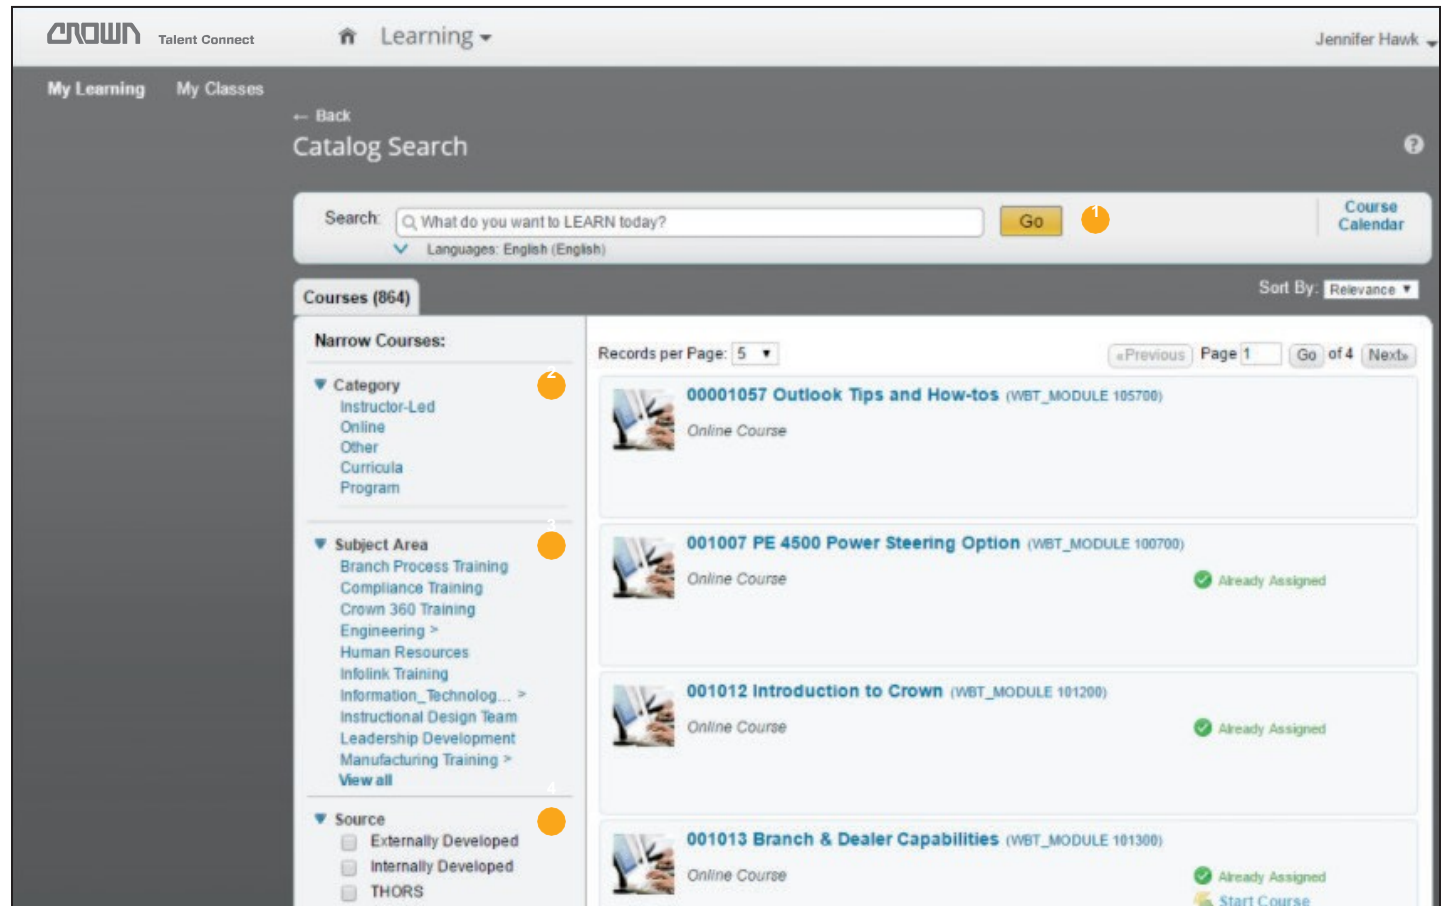 CROWN Talent Connect
Learning
Jennifer Hawk
My Learning My Classes
← Back
Catalog Search
?
Search: What do you want to LEARN today? Go
1
Course
Calendar
Languages: English (English)
Courses (864)
Sort By: Relevance
Narrow Courses:
Category
2
Instructor-Led
Online
Other
Curricula
Program
Subject Area
3
Branch Process Training
Compliance Training
Crown 360 Training
Engineering >
Human Resources
Infolink Training
Information_Technolog... >
Instructional Design Team
Leadership Development
Manufacturing Training >
View all
4
Source
Externally Developed
Internally Developed
THORS
Records per Page: 5
«Previous Page 1 Go of 4 Next»
00001057 Outlook Tips and How-tos (WBT_MODULE 105700)
Online Course
001007 PE 4500 Power Steering Option (WBT_MODULE 100700)
Online Course
Already Assigned
001012 Introduction to Crown (WBT_MODULE 101200)
Online Course
Already Assigned
001013 Branch & Dealer Capabilities (WBT_MODULE 101300)
Online Course
Already Assigned
Start Course